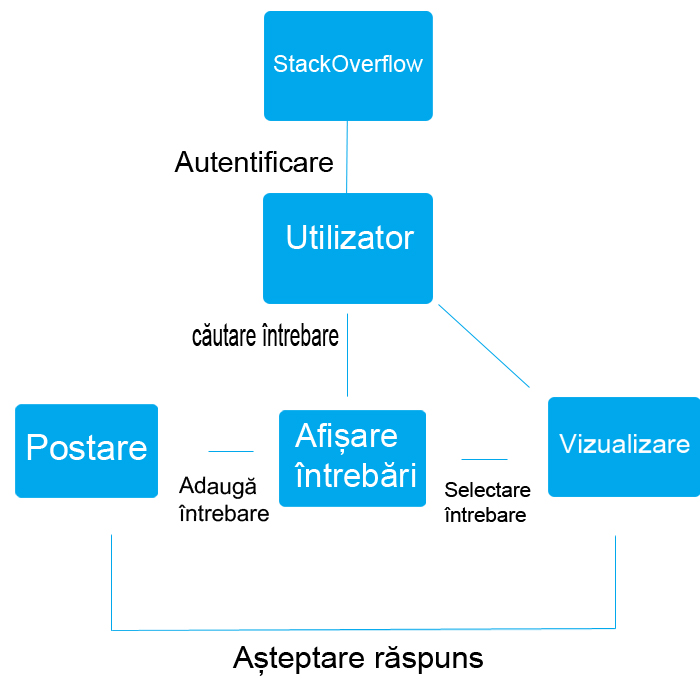 StackOverflow
Autentificare
Utilizator
căutare întrebare
Postare
Adaugă
întrebare
Afișare
întrebări
Selectare
întrebare
Vizualizare
Așteptare răspuns